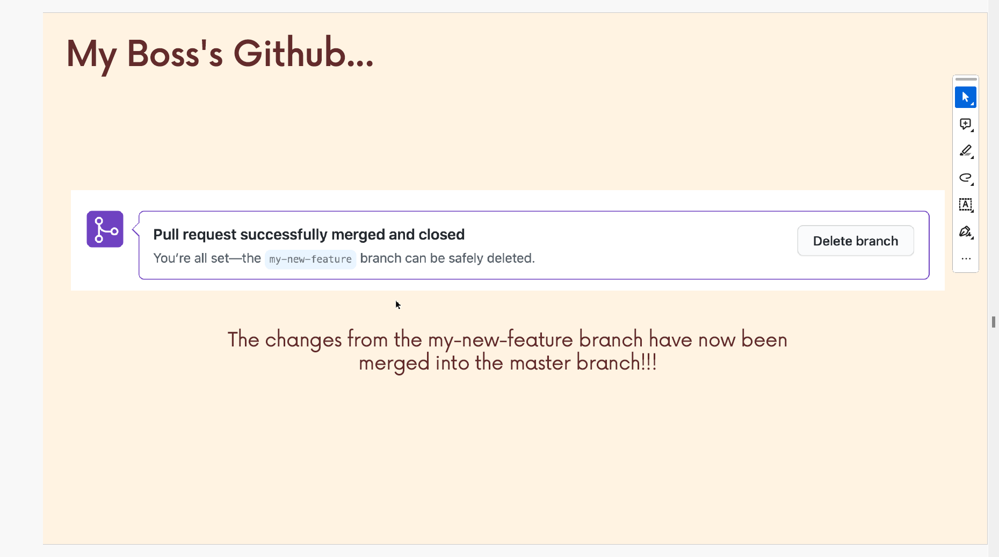 My Boss's Github...
Pull request successfully merged and closed
You’re all set—the my-new-feature branch can be safely deleted.
Delete branch
The changes from the my-new-feature branch have now been
merged into the master branch!!!